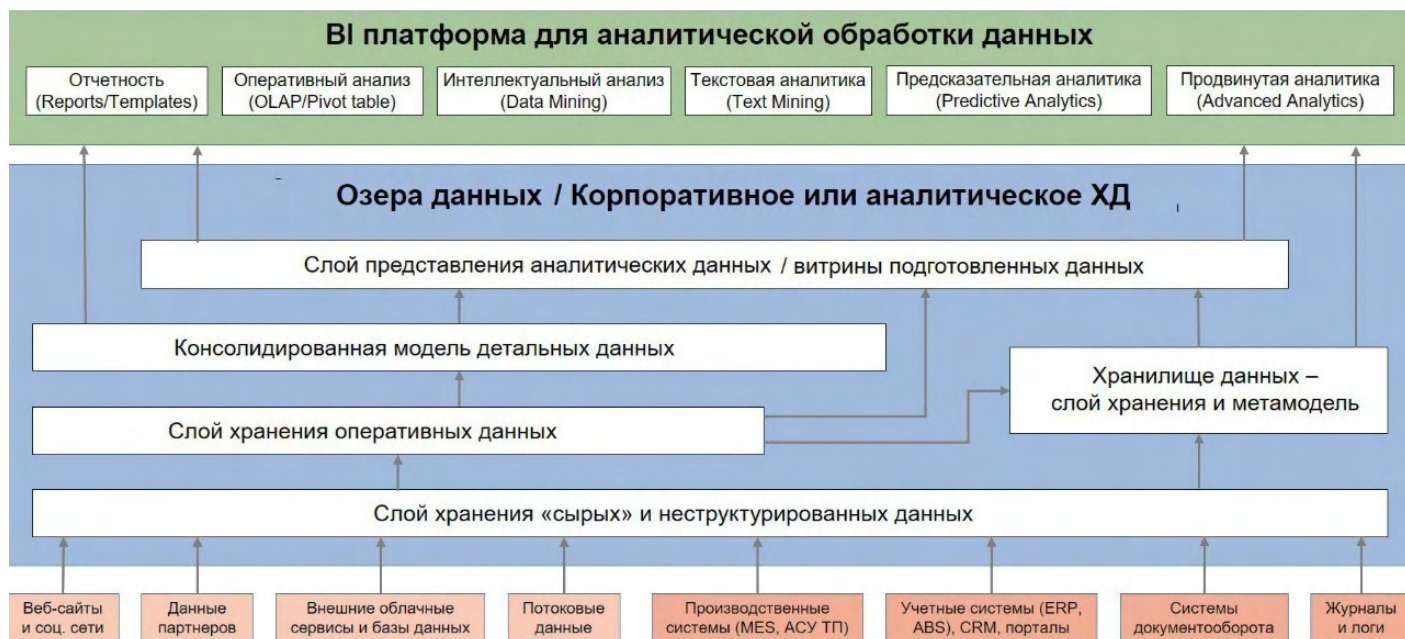 BI платформа для аналитической обработки данных
Отчетность
(Reports/Templates)
Оперативный анализ
(OLAP/Pivot table)
Интеллектуальный анализ
(Data Mining)
Текстовая аналитика
(Text Mining)
Предсказательная аналитика
(Predictive Analytics)
Продвинутая аналитика
(Advanced Analytics)
Озера данных / Корпоративное или аналитическое ХД
Слой представления аналитических данных / витрины подготовленных данных
Консолидированная модель детальных данных
Хранилище данных –
слой хранения и метамодель
Слой хранения оперативных данных
Слой хранения «сырых» и неструктурированных данных
Веб-сайты
и соц. сети
Данные
партнеров
Внешние облачные
сервисы и базы данных
Потоковые
данные
Производственные
системы (MES, АСУ ТП)
Учетные системы (ERP,
ABS), CRM, порталы
Системы
документооборота
Журналы
и логи